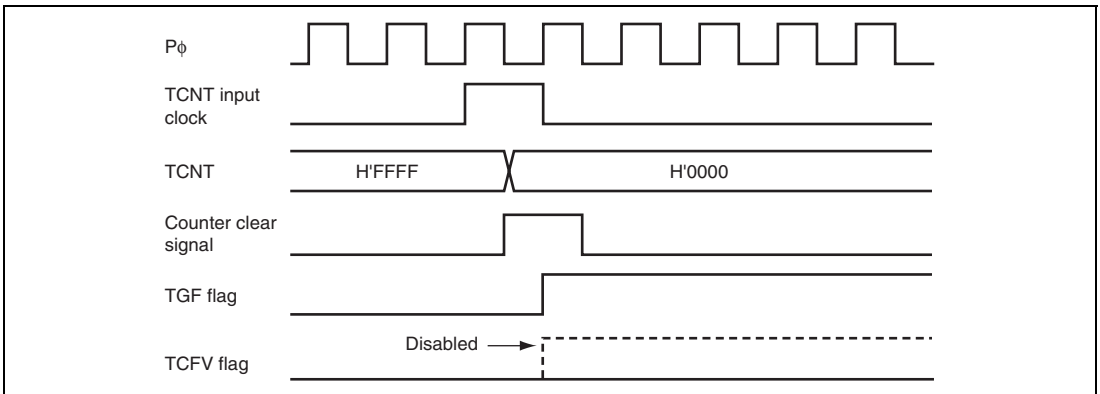 Pϕ
TCNT input
clock
TCNT
H'FFFF
H'0000
Counter clear
signal
TGF flag
Disabled
TCFV flag